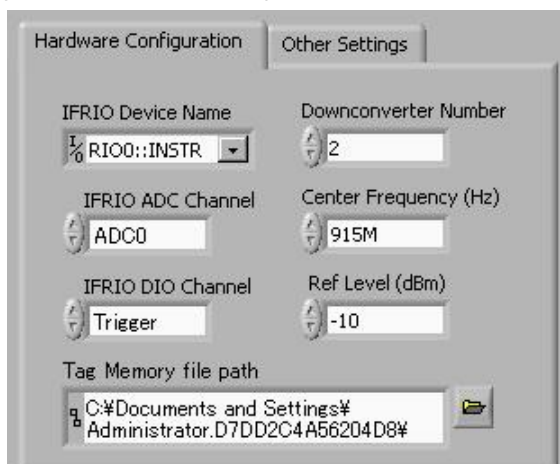 Hardware Configuration
Other Settings
IFRIO Device Name
Downconverter Number
I/O RIO0::INSTR
2
IFRIO ADC Channel
Center Frequency (Hz)
ADC0
915M
IFRIO DIO Channel
Ref Level (dBm)
Trigger
-10
Tag Memory file path
C:¥Documents and Settings¥
Administrator.D7DD2C4A56204D8¥